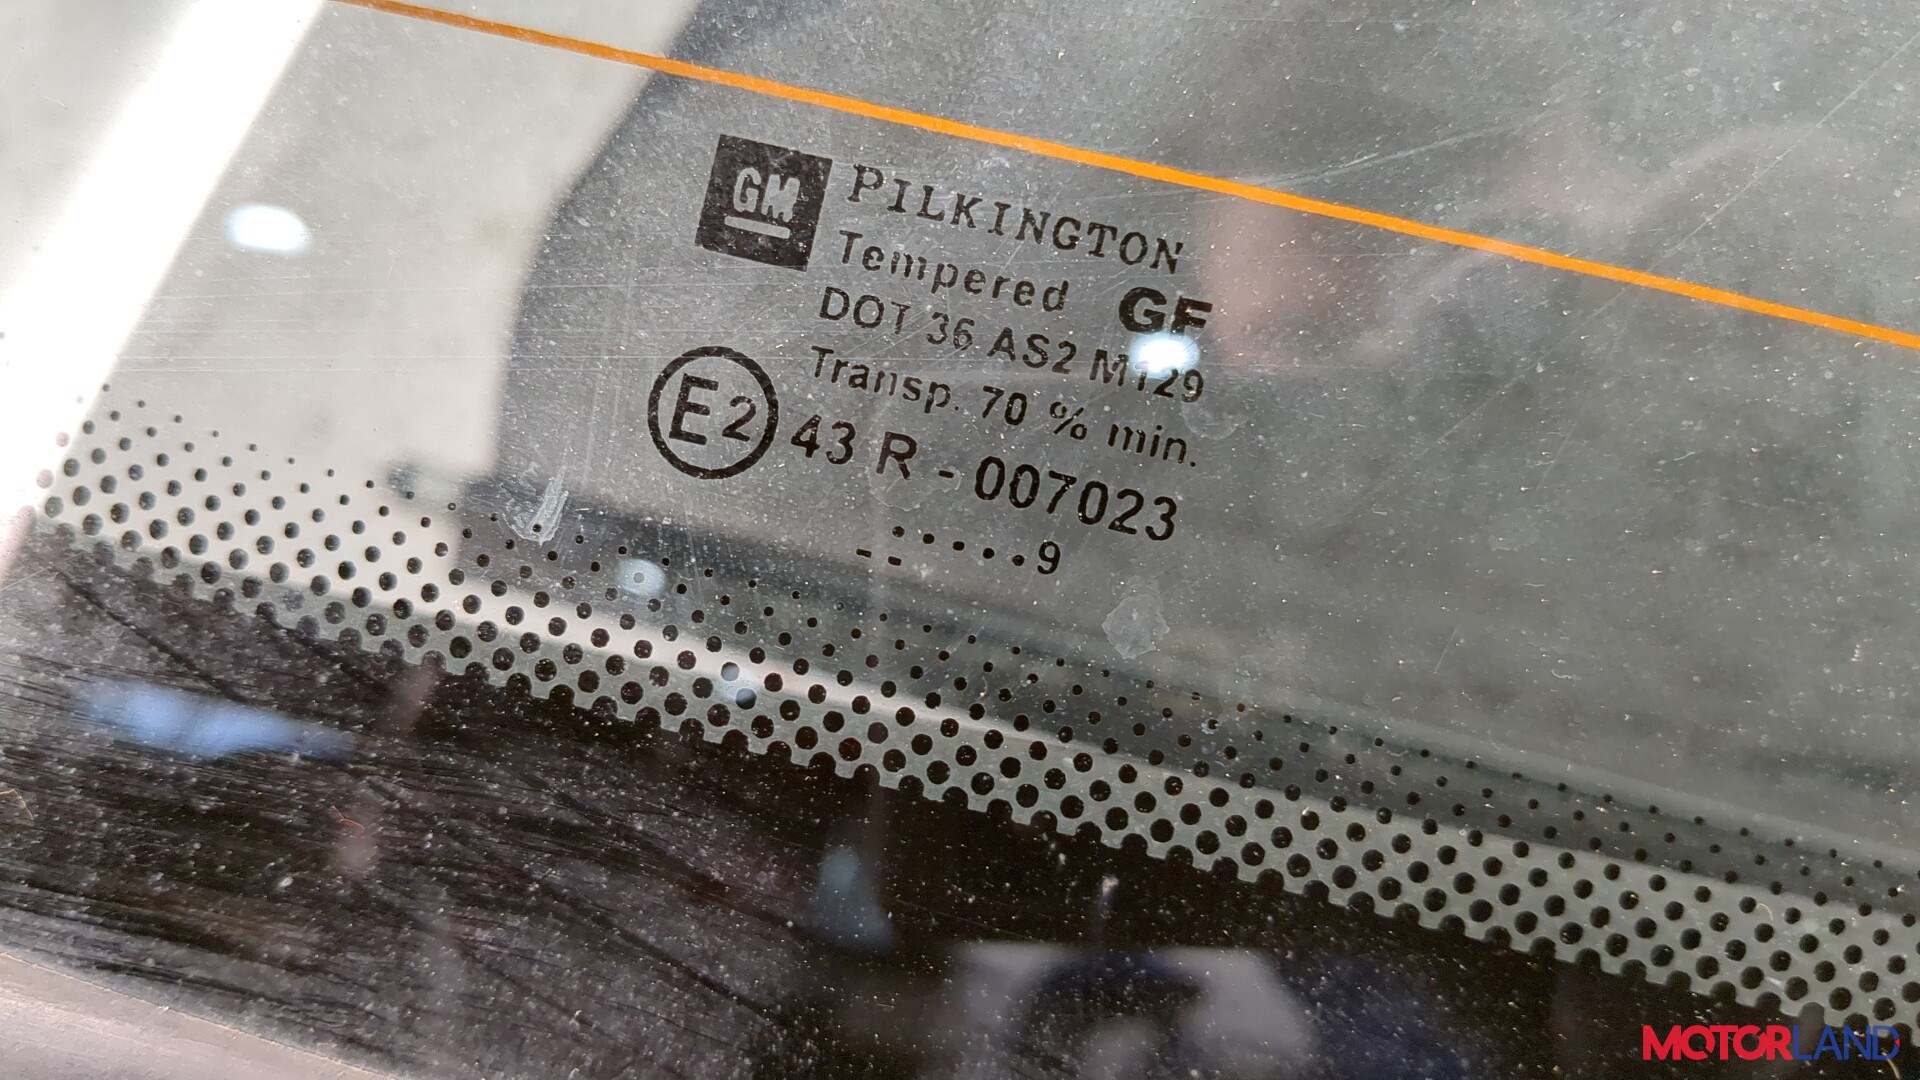 GM PILKINGTON
Tempered GF
DOT 36 AS2 M129
Transp. 70 % min.
E2 43 R - 007023
.....9
--
MOTORLAND